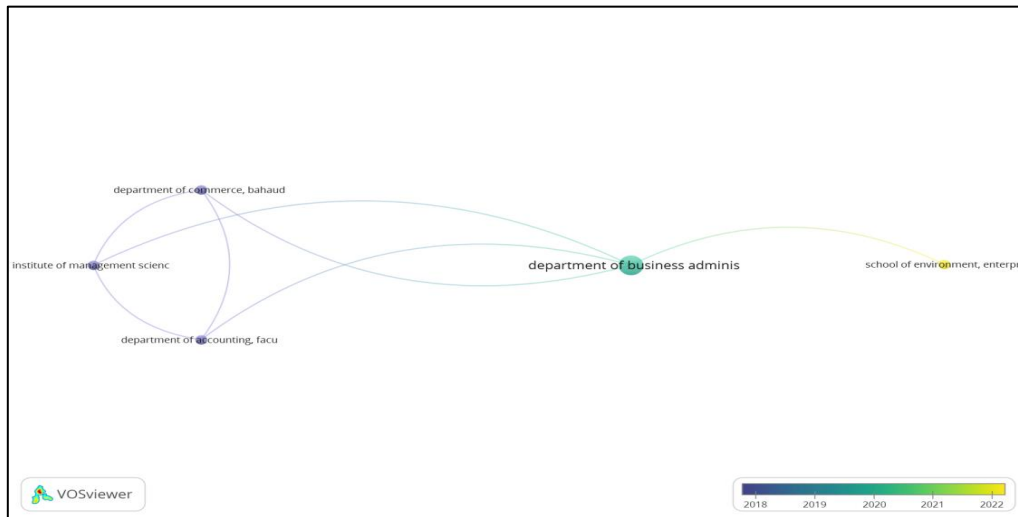 department of commerce, bahaud
institute of management scienc
department of business adminis
school of environment, enterpr
department of accounting, facu
VOSviewer
2018 2019 2020 2021 2022